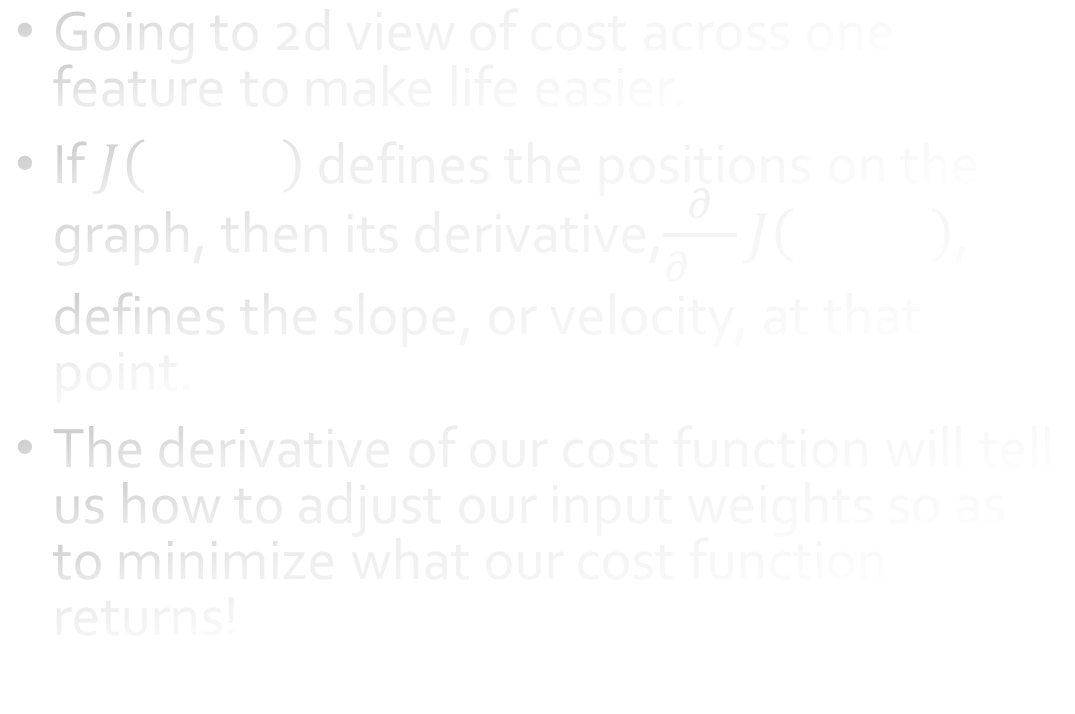 • Going to 2d view of cost across one
feature to make life easier.
• If J( ) defines the positions on the
graph, then its derivative, ∂/∂ J( ),
defines the slope, or velocity, at that
point.
• The derivative of our cost function will tell
us how to adjust our input weights so as
to minimize what our cost function
returns!